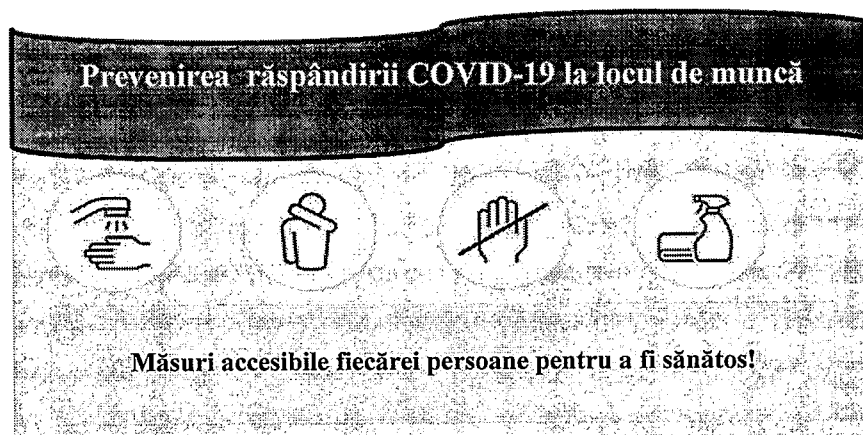 Prevenirea răspândirii COVID-19 la locul de muncă
Măsuri accesibile fiecărei persoane pentru a fi sănătos!